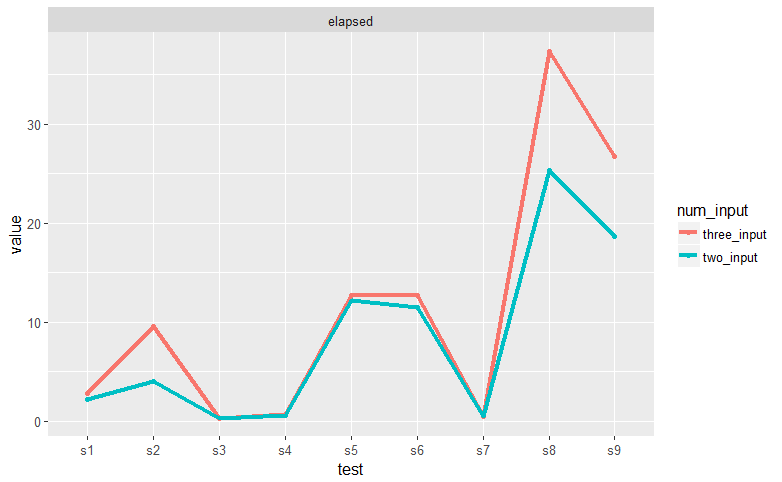 elapsed
value
30
20
10
0
s1 s2 s3 s4 s5 s6 s7 s8 s9
test
num_input
three_input
two_input